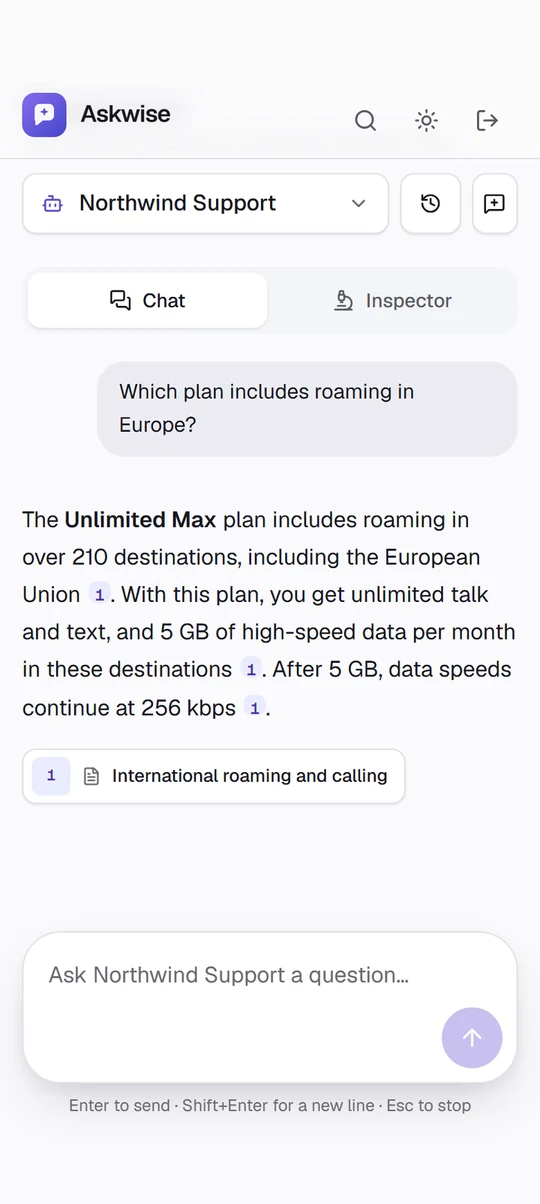 Askwise
Northwind Support
Chat
Inspector
Which plan includes roaming in
Europe?
The Unlimited Max plan includes roaming in
over 210 destinations, including the European
Union 1. With this plan, you get unlimited talk
and text, and 5 GB of high-speed data per month
in these destinations 1. After 5 GB, data speeds
continue at 256 kbps 1.
1 International roaming and calling
Ask Northwind Support a question…
Enter to send · Shift+Enter for a new line · Esc to stop